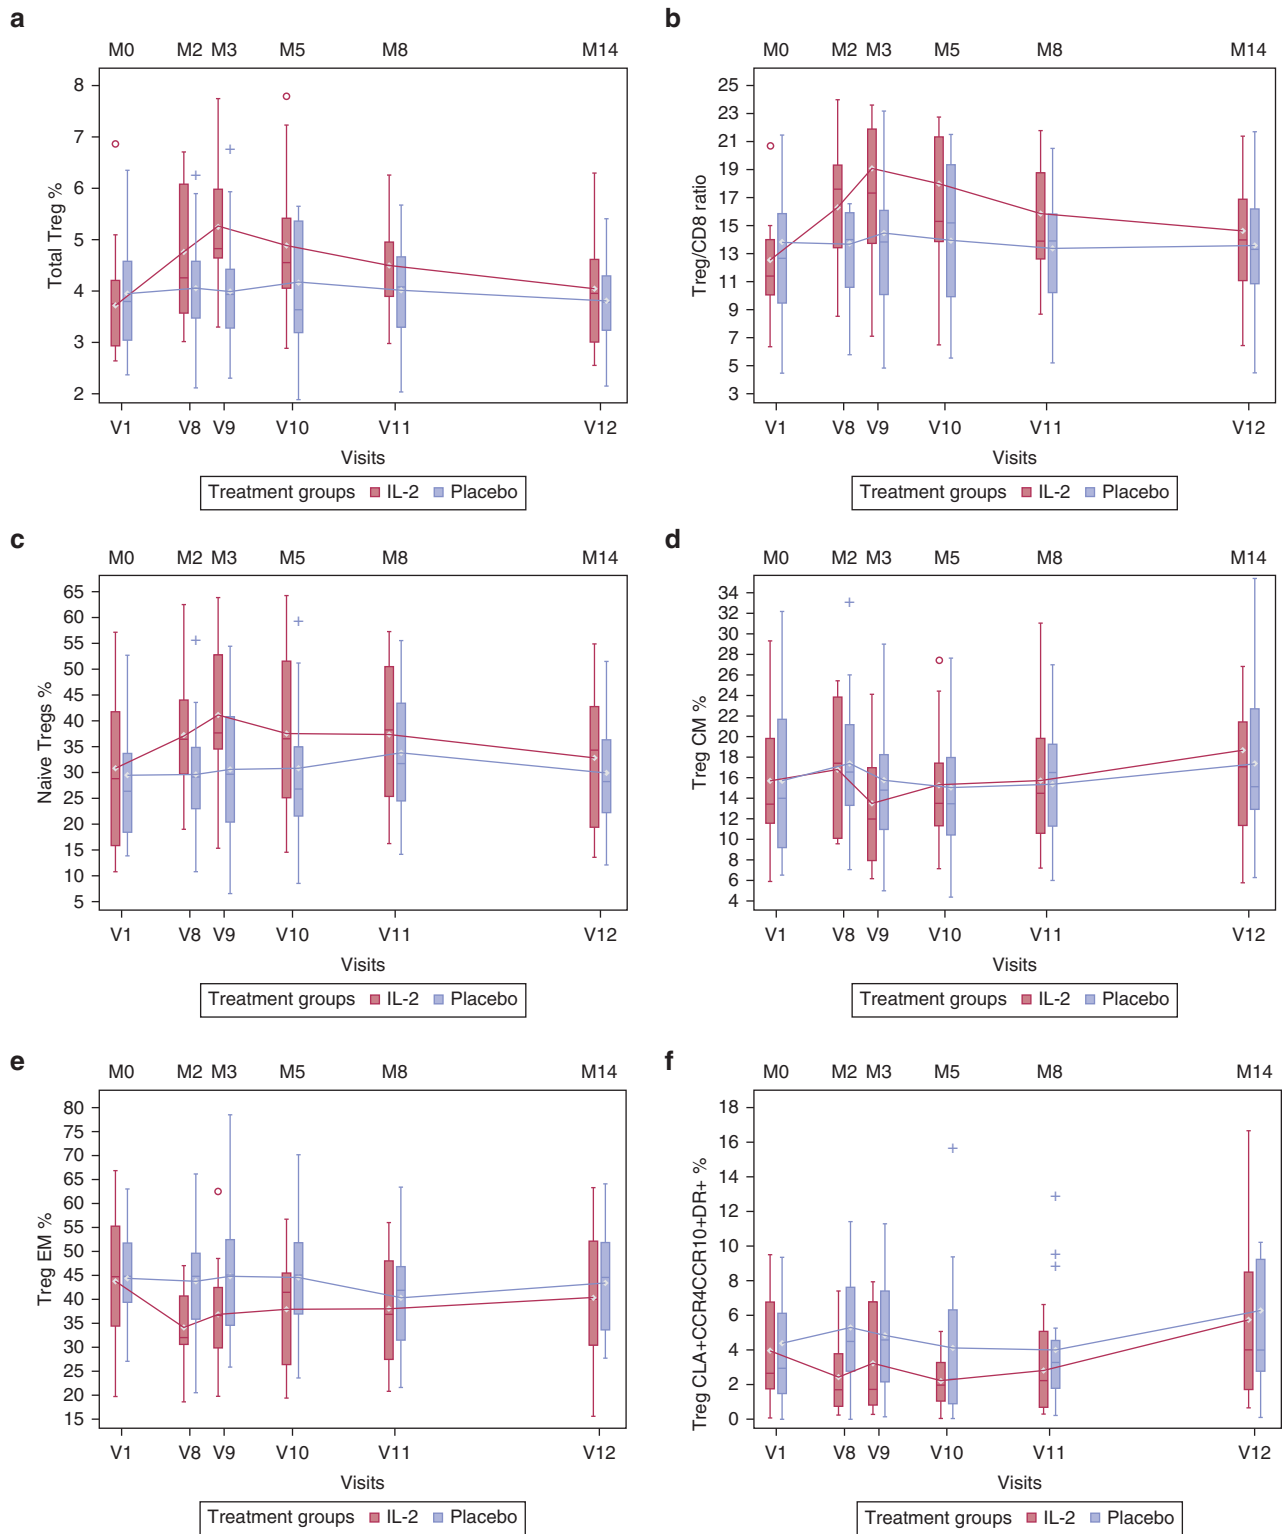 a
M0 M2 M3 M5 M8 M14
Total Treg %
8
7
6
5
4
3
2
V1 V8 V9 V10 V11 V12
Visits
Treatment groups IL-2 Placebo
b
M0 M2 M3 M5 M8 M14
Treg/CD8 ratio
25
23
21
19
17
15
13
11
9
7
5
3
V1 V8 V9 V10 V11 V12
Visits
Treatment groups IL-2 Placebo
c
M0 M2 M3 M5 M8 M14
Naive Tregs %
65
60
55
50
45
40
35
30
25
20
15
10
5
V1 V8 V9 V10 V11 V12
Visits
Treatment groups IL-2 Placebo
d
M0 M2 M3 M5 M8 M14
Treg CM %
34
32
30
28
26
24
22
20
18
16
14
12
10
8
6
4
V1 V8 V9 V10 V11 V12
Visits
Treatment groups IL-2 Placebo
e
M0 M2 M3 M5 M8 M14
Treg EM %
80
75
70
65
60
55
50
45
40
35
30
25
20
15
V1 V8 V9 V10 V11 V12
Visits
Treatment groups IL-2 Placebo
f
M0 M2 M3 M5 M8 M14
Treg CLA+CCR4CCR10+DR+ %
18
16
14
12
10
8
6
4
2
0
V1 V8 V9 V10 V11 V12
Visits
Treatment groups IL-2 Placebo